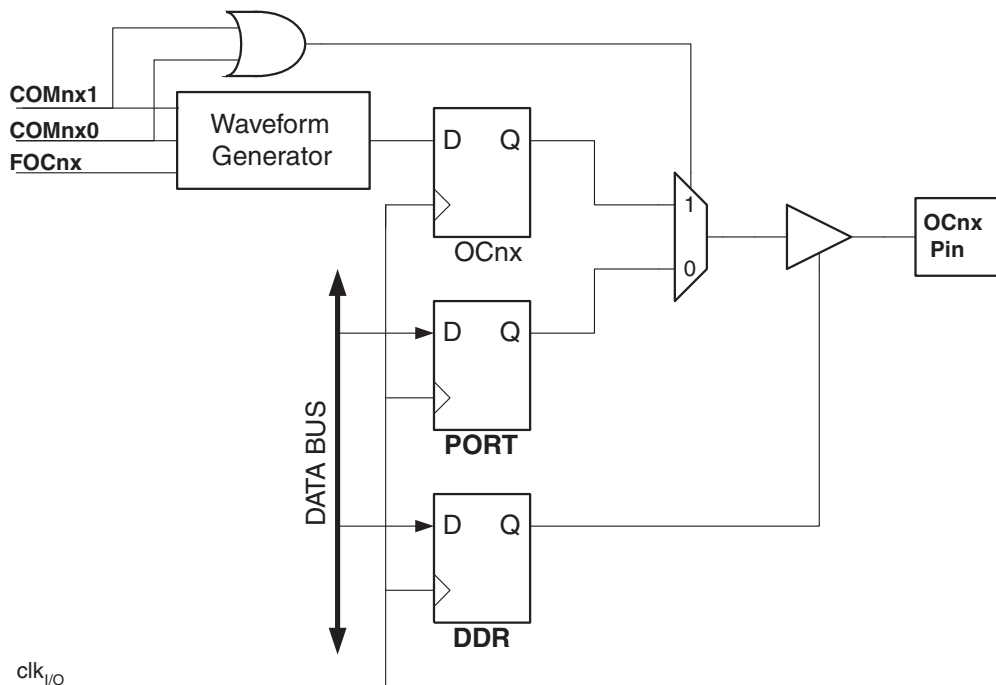 COMnx1
COMnx0
FOCnx
Waveform
Generator
D Q
OCnx
1
0
OCnx
Pin
D Q
PORT
DATA BUS
D Q
DDR
clkI/O